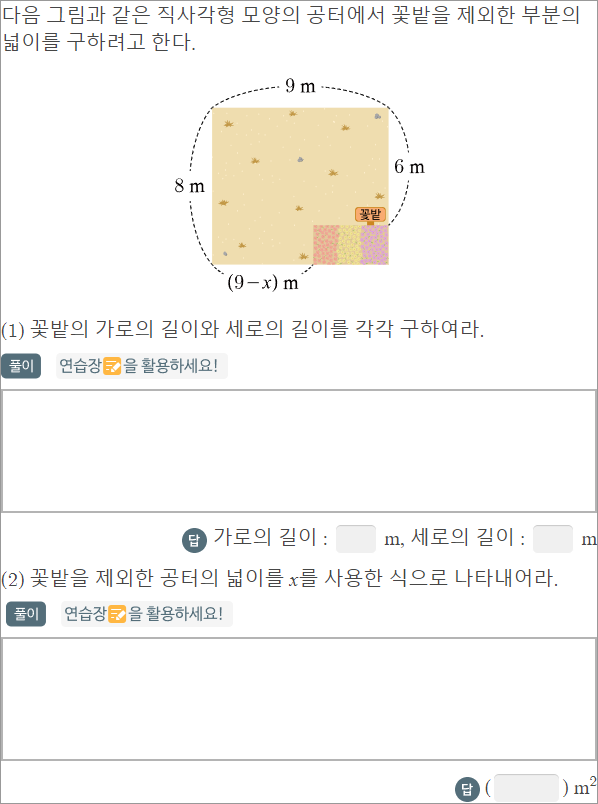 다음 그림과 같은 직사각형 모양의 공터에서 꽃밭을 제외한 부분의
넓이를 구하려고 한다.
9 m
6 m
8 m
꽃밭
(9－x) m
(1) 꽃밭의 가로의 길이와 세로의 길이를 각각 구하여라.
풀이 연습장을 활용하세요!
답 가로의 길이 : m, 세로의 길이 : m
(2) 꽃밭을 제외한 공터의 넓이를 x를 사용한 식으로 나타내어라.
풀이 연습장을 활용하세요!
답 ( ) m²